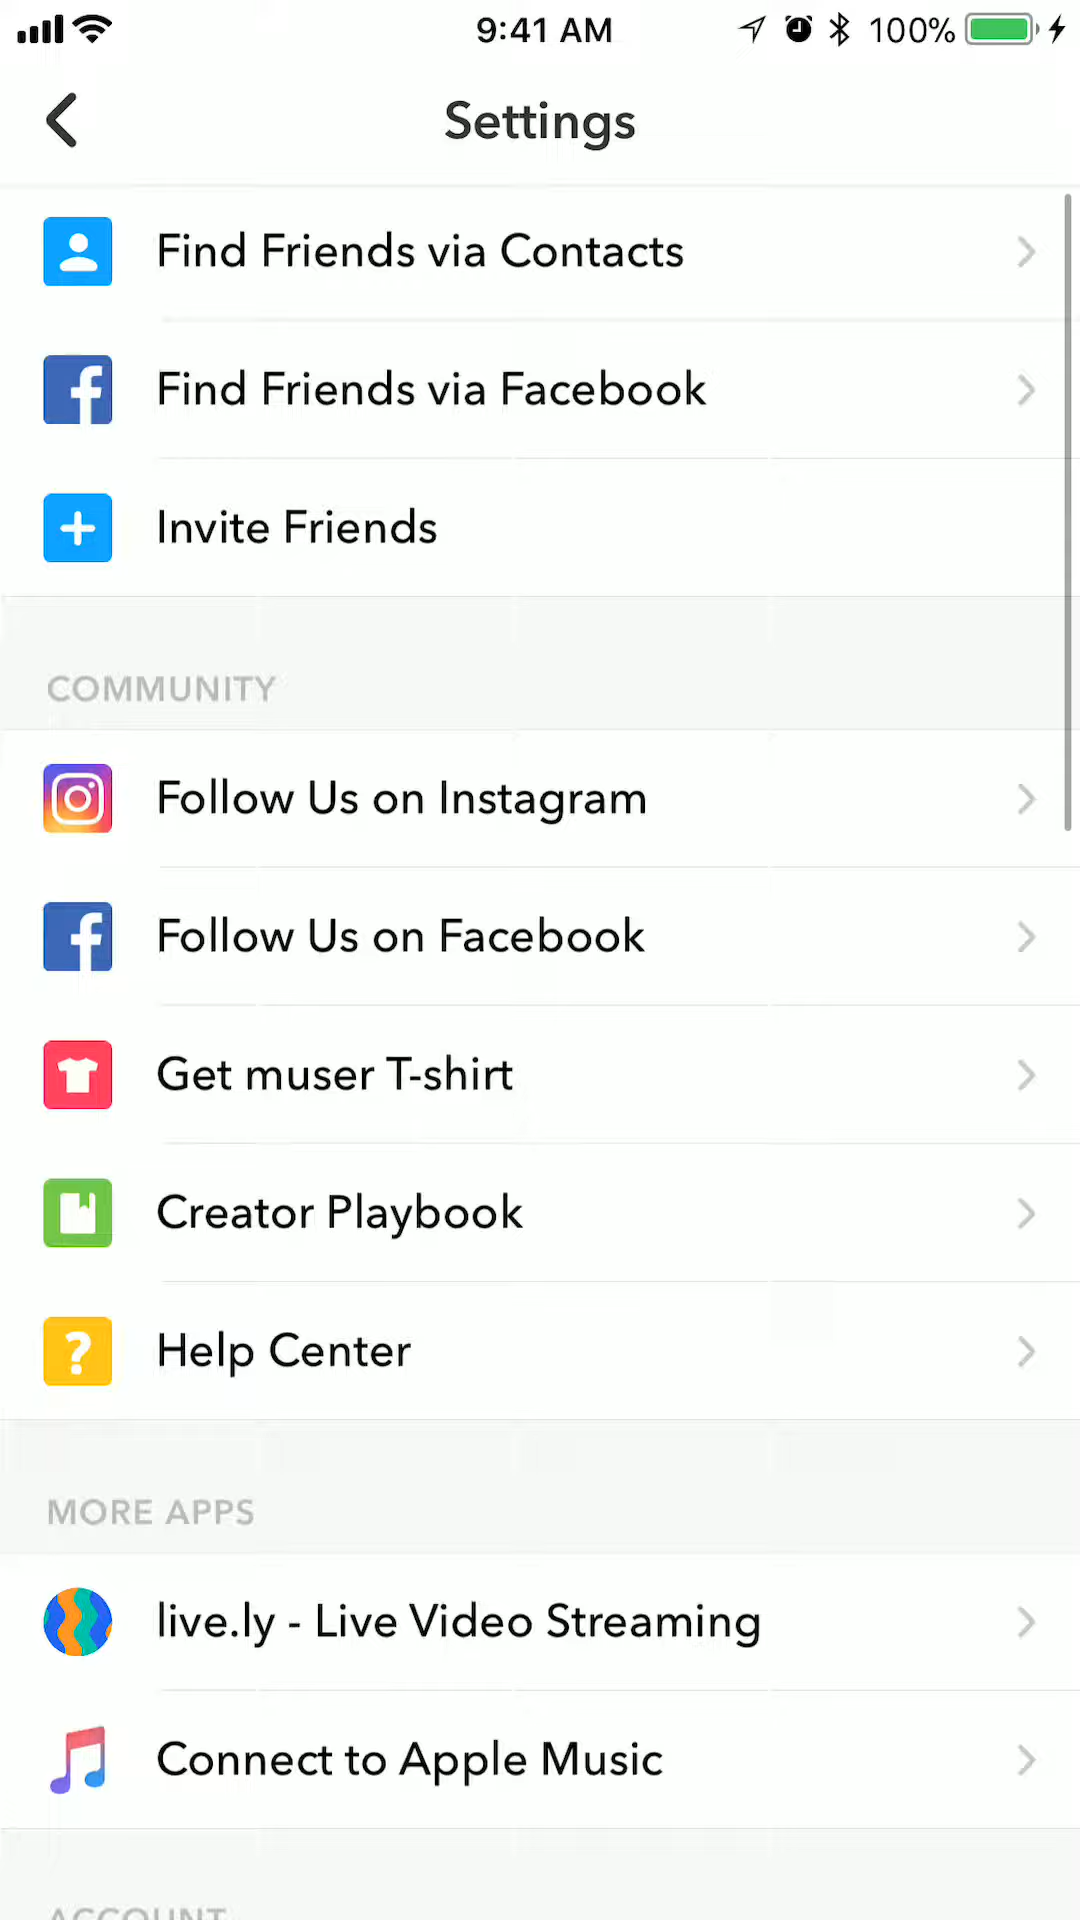 9:41 AM
100%
Settings
Find Friends via Contacts
Find Friends via Facebook
Invite Friends
COMMUNITY
Follow Us on Instagram
Follow Us on Facebook
Get muser T-shirt
Creator Playbook
Help Center
MORE APPS
live.ly - Live Video Streaming
Connect to Apple Music
ACCOUNT